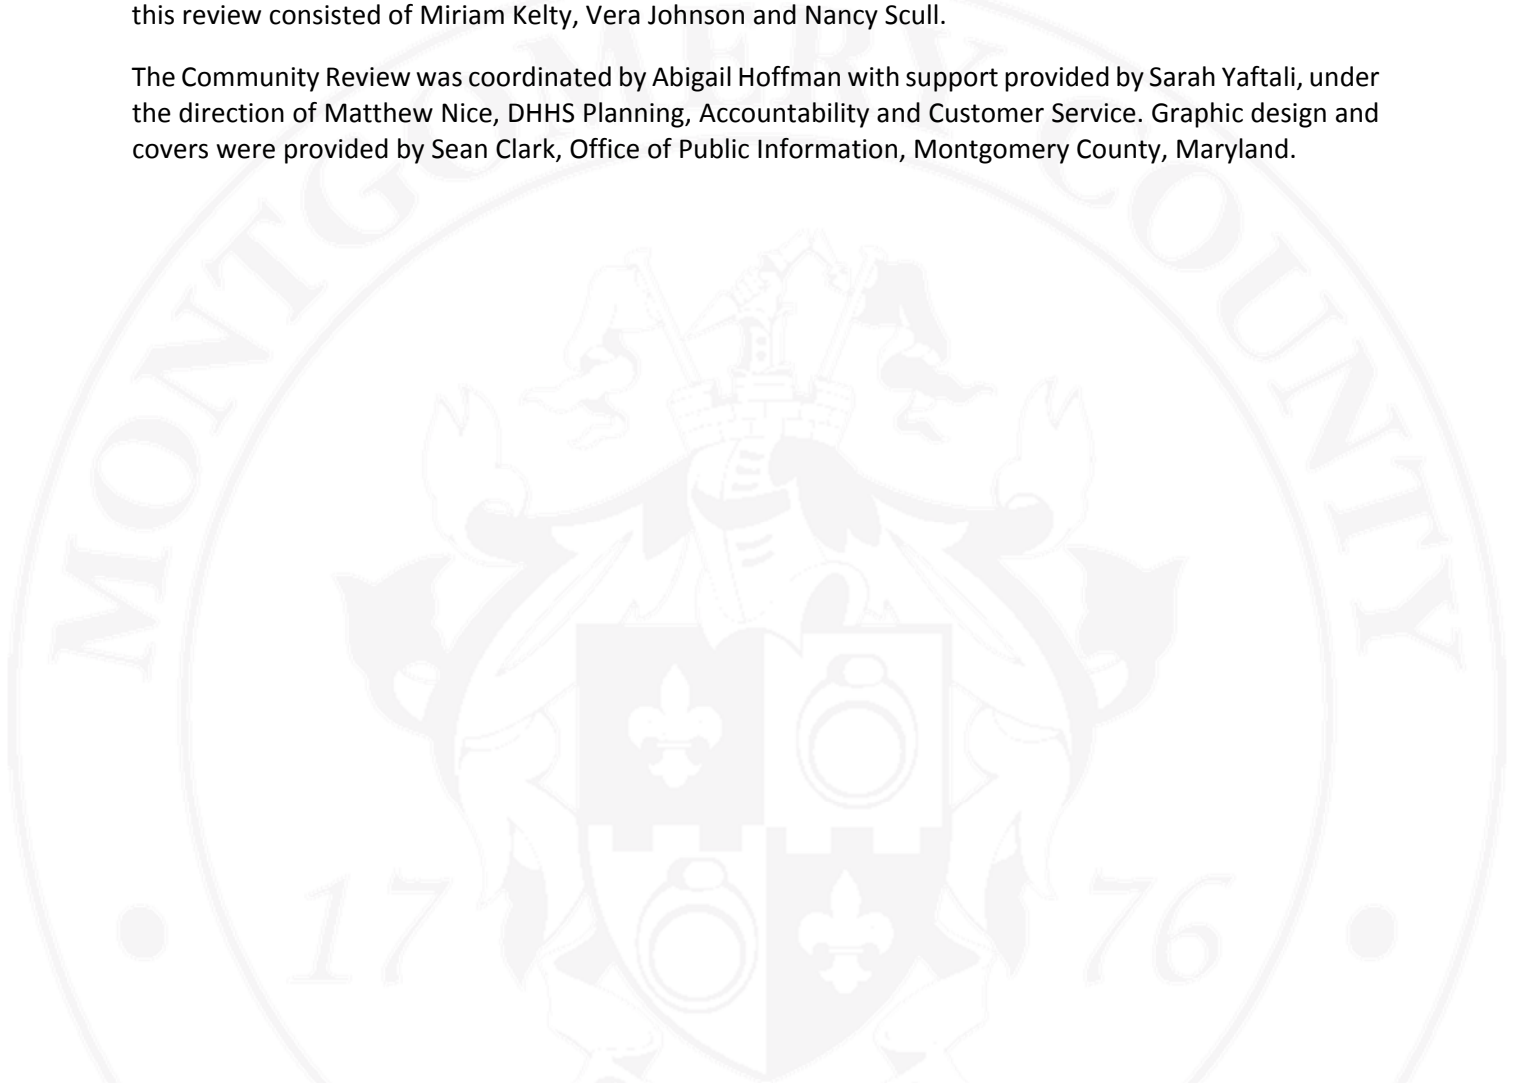 this review consisted of Miriam Kelty, Vera Johnson and Nancy Scull.
The Community Review was coordinated by Abigail Hoffman with support provided by Sarah Yaftali, under
the direction of Matthew Nice, DHHS Planning, Accountability and Customer Service. Graphic design and
covers were provided by Sean Clark, Office of Public Information, Montgomery County, Maryland.
MONTGOMERY COUNTY
17 76